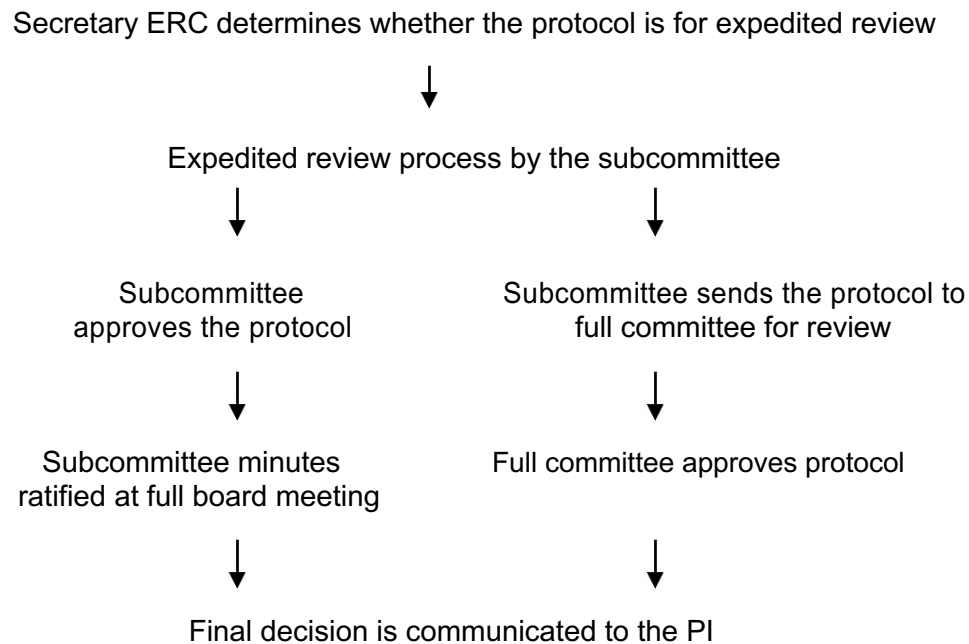 Secretary ERC determines whether the protocol is for expedited review
Expedited review process by the subcommittee
Subcommittee
approves the protocol
Subcommittee sends the protocol to
full committee for review
Subcommittee minutes
ratified at full board meeting
Full committee approves protocol
Final decision is communicated to the PI